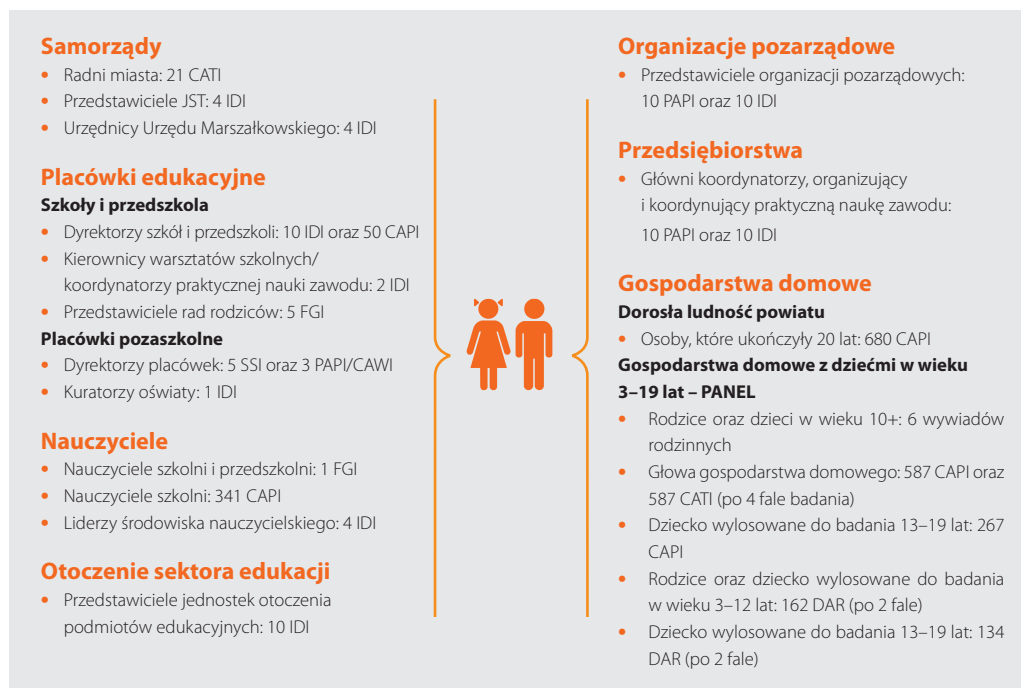 Samorządy
• Radni miasta: 21 CATI
• Przedstawiciele JST: 4 IDI
• Urzędnicy Urzędu Marszałkowskiego: 4 IDI
Placówki edukacyjne
Szkoły i przedszkola
• Dyrektorzy szkół i przedszkoli: 10 IDI oraz 50 CAPI
• Kierownicy warsztatów szkolnych/
koordynatorzy praktycznej nauki zawodu: 2 IDI
• Przedstawiciele rad rodziców: 5 FGI
Placówki pozaszkolne
• Dyrektorzy placówek: 5 SSI oraz 3 PAPI/CAWI
• Kuratorzy oświaty: 1 IDI
Nauczyciele
• Nauczyciele szkolni i przedszkolni: 1 FGI
• Nauczyciele szkolni: 341 CAPI
• Liderzy środowiska nauczycielskiego: 4 IDI
Otoczenie sektora edukacji
• Przedstawiciele jednostek otoczenia
podmiotów edukacyjnych: 10 IDI
Organizacje pozarządowe
• Przedstawiciele organizacji pozarządowych:
10 PAPI oraz 10 IDI
Przedsiębiorstwa
• Główni koordynatorzy, organizujący
i koordynujący praktyczną naukę zawodu:
10 PAPI oraz 10 IDI
Gospodarstwa domowe
Dorosła ludność powiatu
• Osoby, które ukończyły 20 lat: 680 CAPI
Gospodarstwa domowe z dziećmi w wieku
3–19 lat – PANEL
• Rodzice oraz dzieci w wieku 10+: 6 wywiadów
rodzinnych
• Głowa gospodarstwa domowego: 587 CAPI oraz
587 CATI (po 4 fale badania)
• Dziecko wylosowane do badania 13–19 lat: 267
CAPI
• Rodzice oraz dziecko wylosowane do badania
w wieku 3–12 lat: 162 DAR (po 2 fale)
• Dziecko wylosowane do badania 13–19 lat: 134
DAR (po 2 fale)